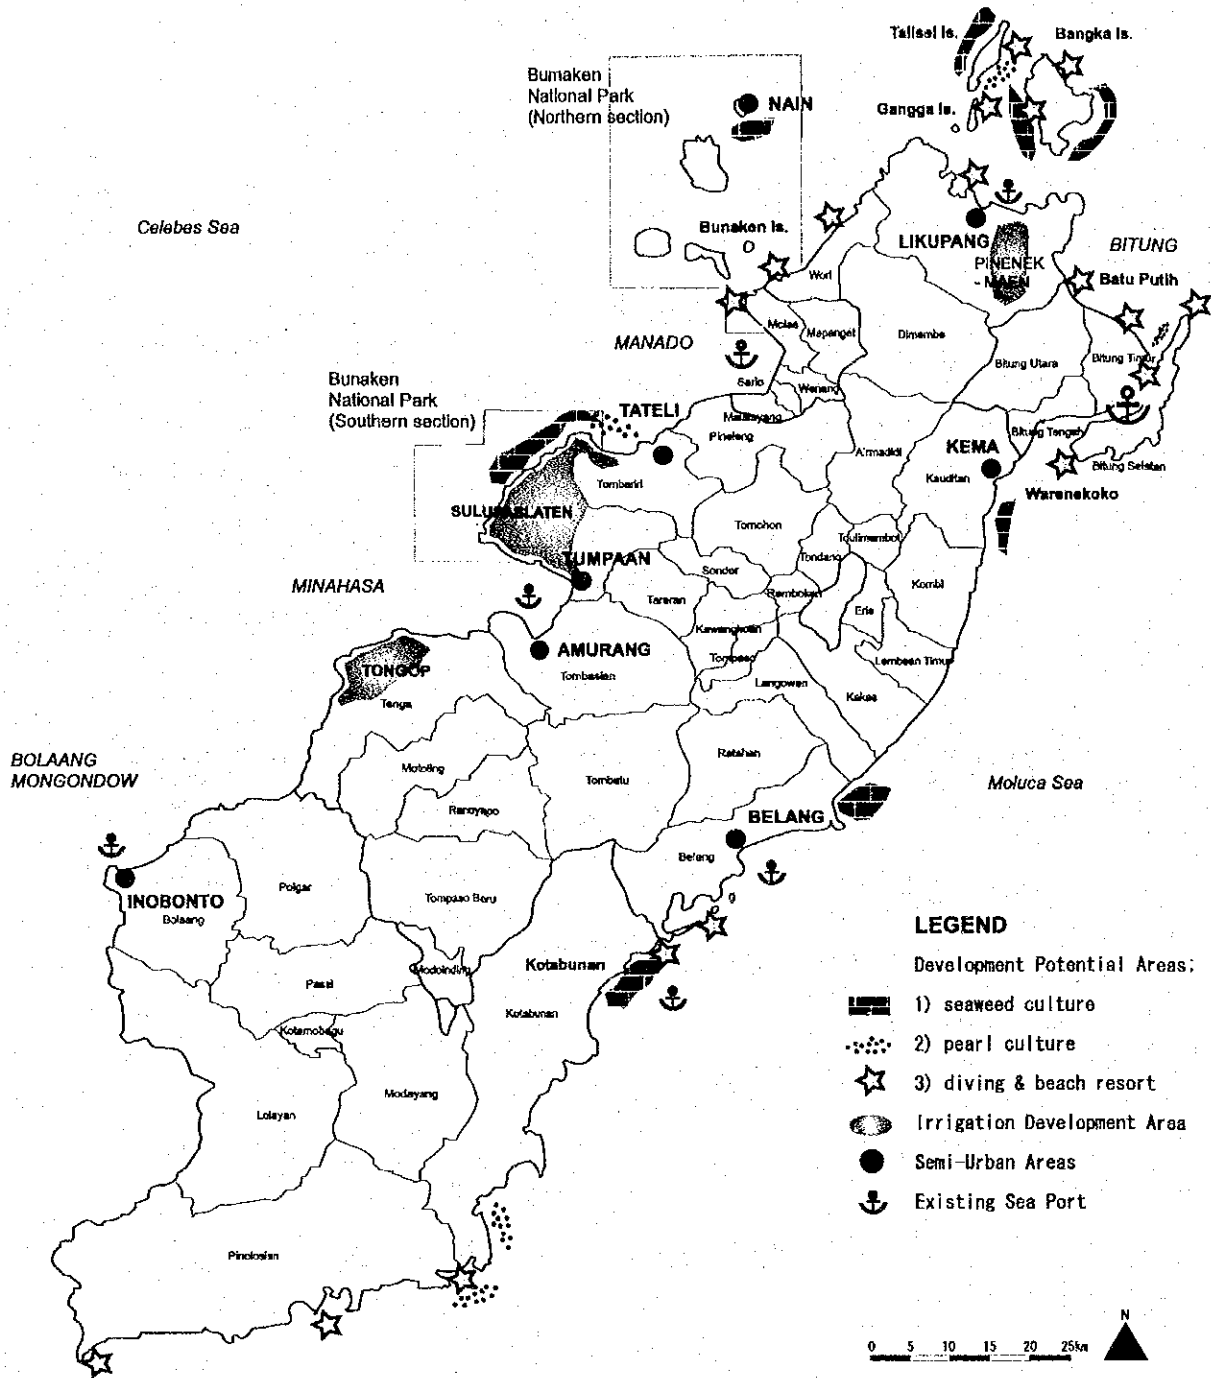 Talisei Is.
Bangka Is.
Bumaken
National Park
(Northern section)
NAIN
Gangga Is.
Celebes Sea
Bunaken Is.
LIKUPANG
BITUNG
PINENEK
- MAEN
Wori
Batu Putih
MANADO
Molas
Mapanget
Dimembe
Bitung Utara
Bitung Timur
Bunaken
National Park
(Southern section)
Sario
Wenang
TATELI
Malalayang
Pineleng
Bitung Tengah
Airmadidi
KEMA
Kauditan
Bitung Selatan
Tombariri
Warenekoko
Tomohon
Toulimambot
TUMPAAN
Tondang
Sonder
MINAHASA
Kombi
Tareran
Remboken
Eris
Kawangkoan
AMURANG
Tompaso
Lembean Timur
TONGOP
Tombasian
Langowan
Kakas
Tenga
BOLAANG
MONGONDOW
Ratahan
Motoling
Tombatu
Moluca Sea
Ranoyapo
BELANG
Belang
INOBONTO
Bolaang
Poigar
Tompaso Baru
LEGEND
Development Potential Areas:
Kotabunan
Modoinding
Passi
1) seaweed culture
Kotabunan
Kotamobagu
2) pearl culture
3) diving & beach resort
Modayang
Lolayan
Irrigation Development Area
Semi-Urban Areas
Existing Sea Port
Pinolosian
N
0 5 10 15 20 25km